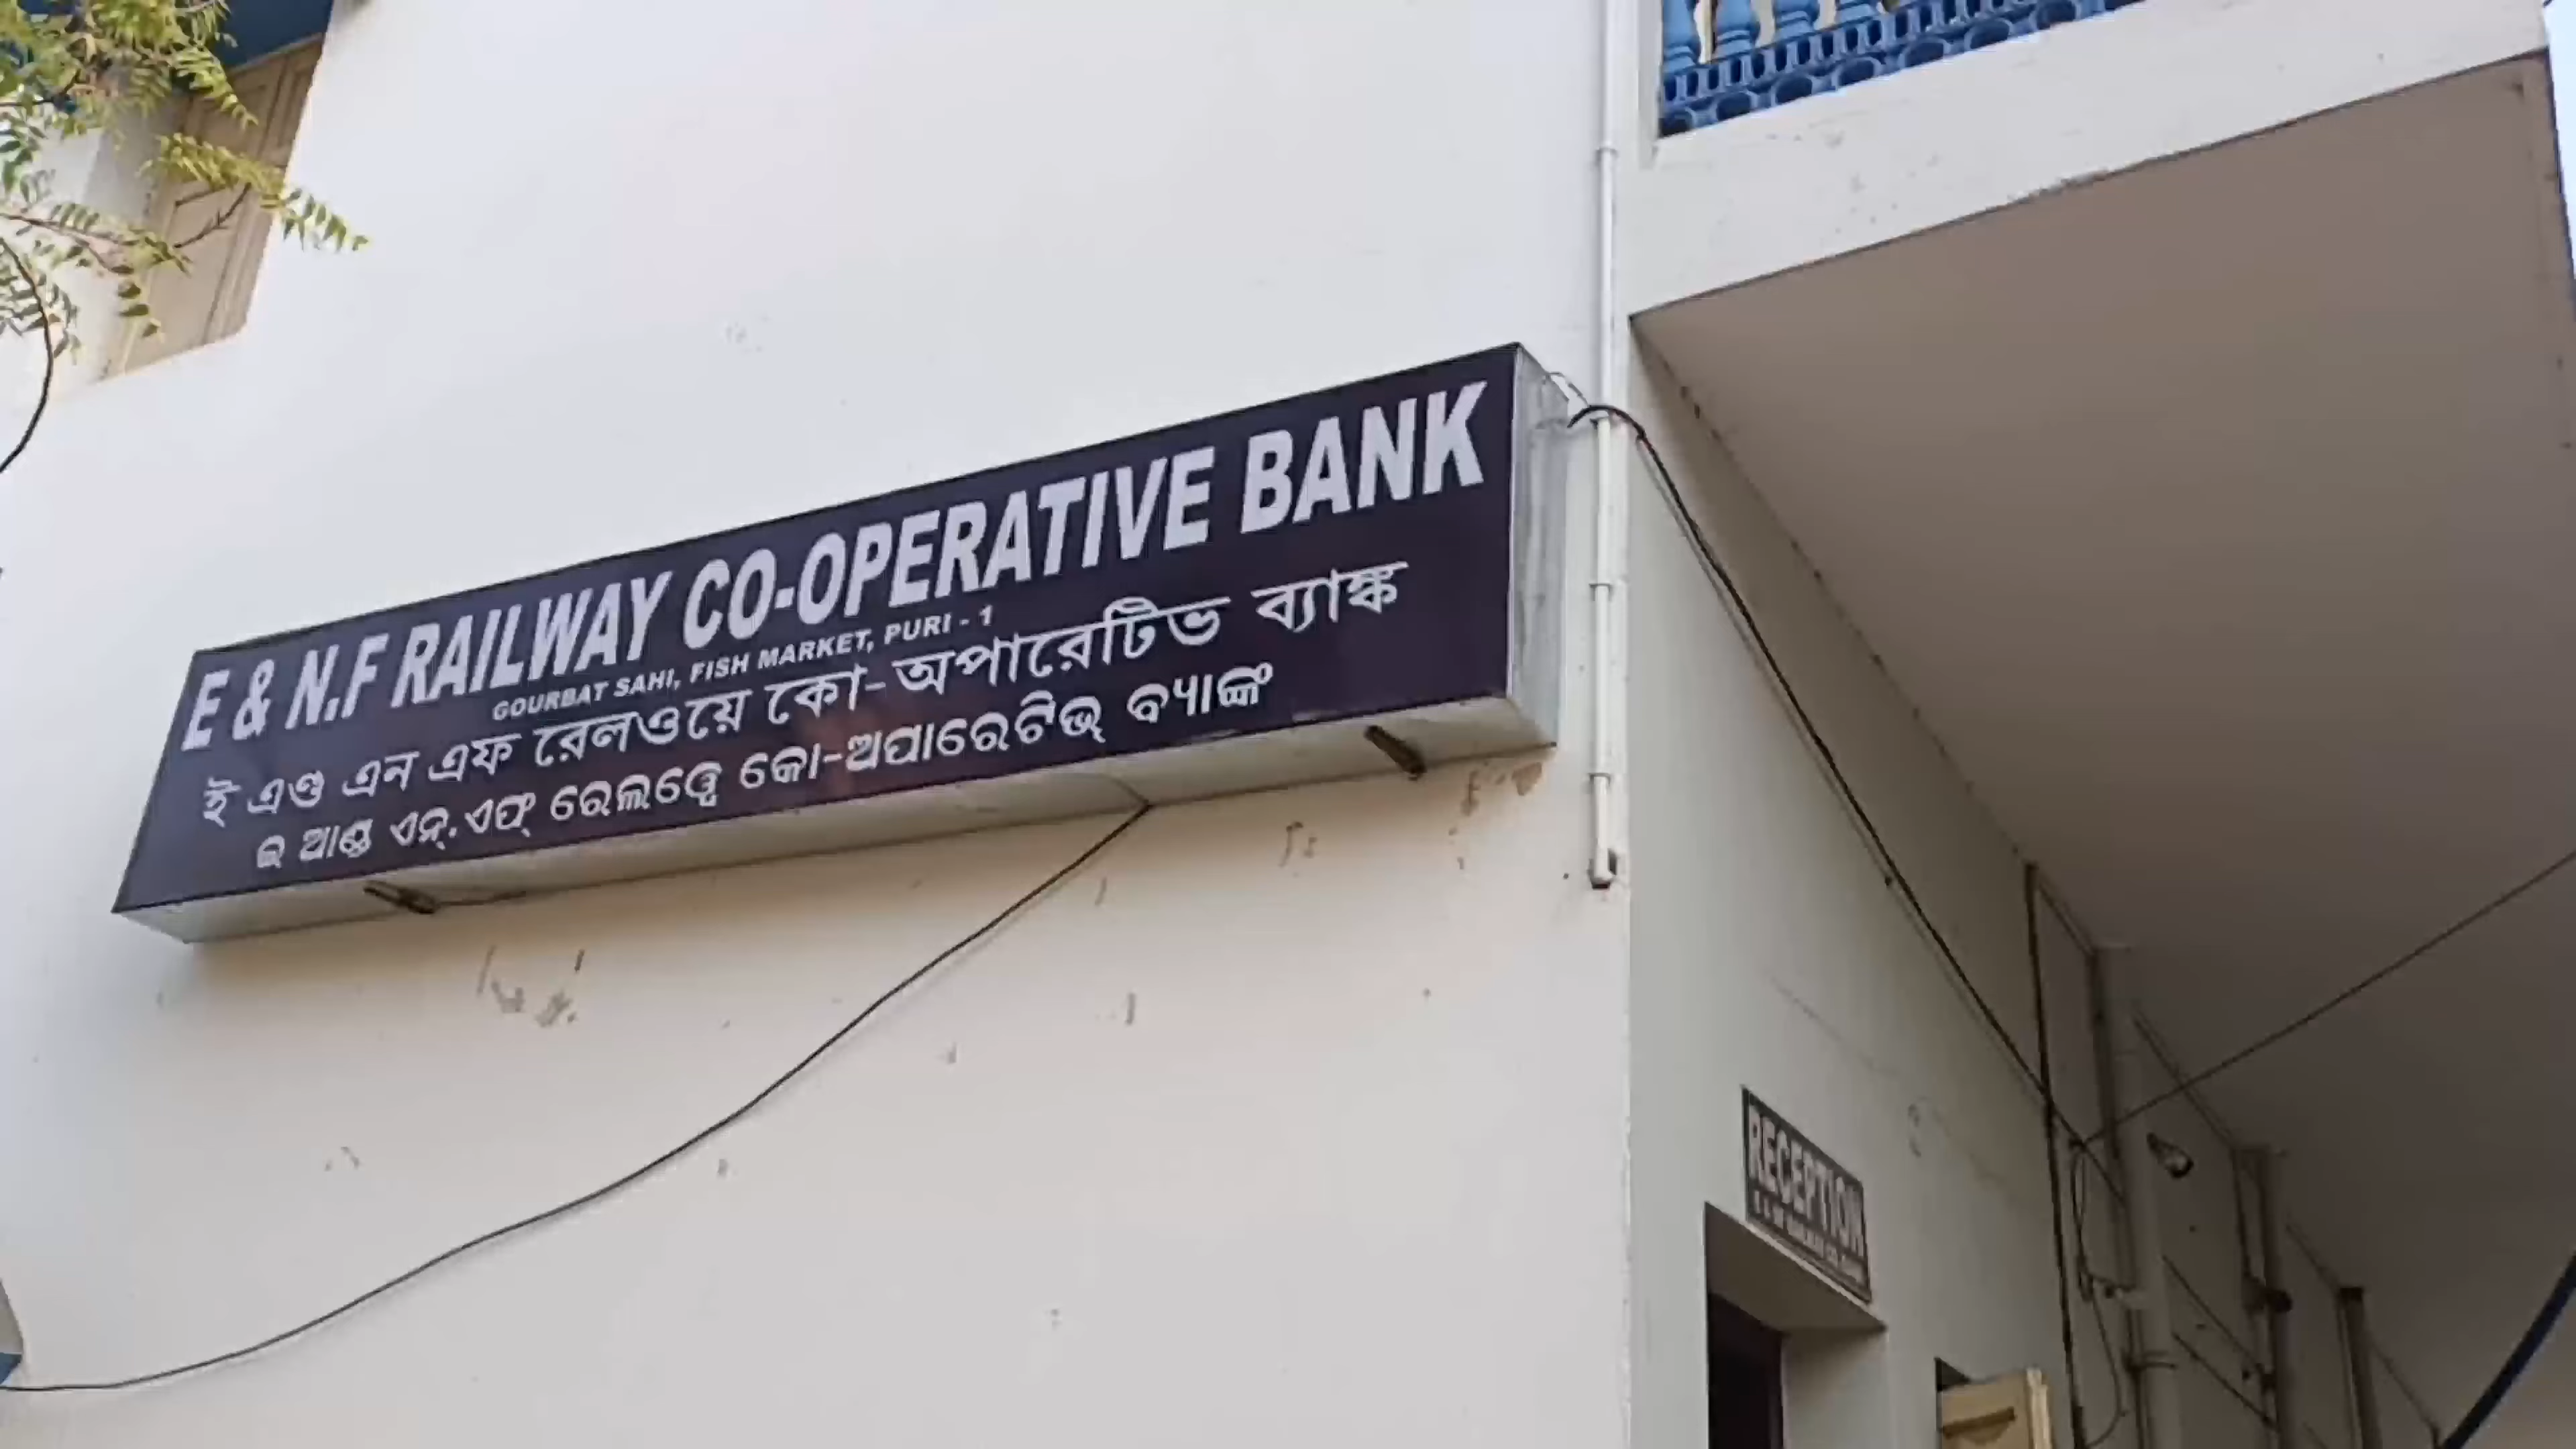 E & N.F RAILWAY CO-OPERATIVE BANK
GOURBAT SAHI, FISH MARKET, PURI - 1
ই এণ্ড এন এফ রেলওয়ে কো-অপারেটিভ ব্যাঙ্ক
ଇ ଆଣ୍ଡ ଏନ୍.ଏଫ୍ ରେଲୱେ କୋ-ଅପାରେଟିଭ୍ ବ୍ୟାଙ୍କ
RECEPTION